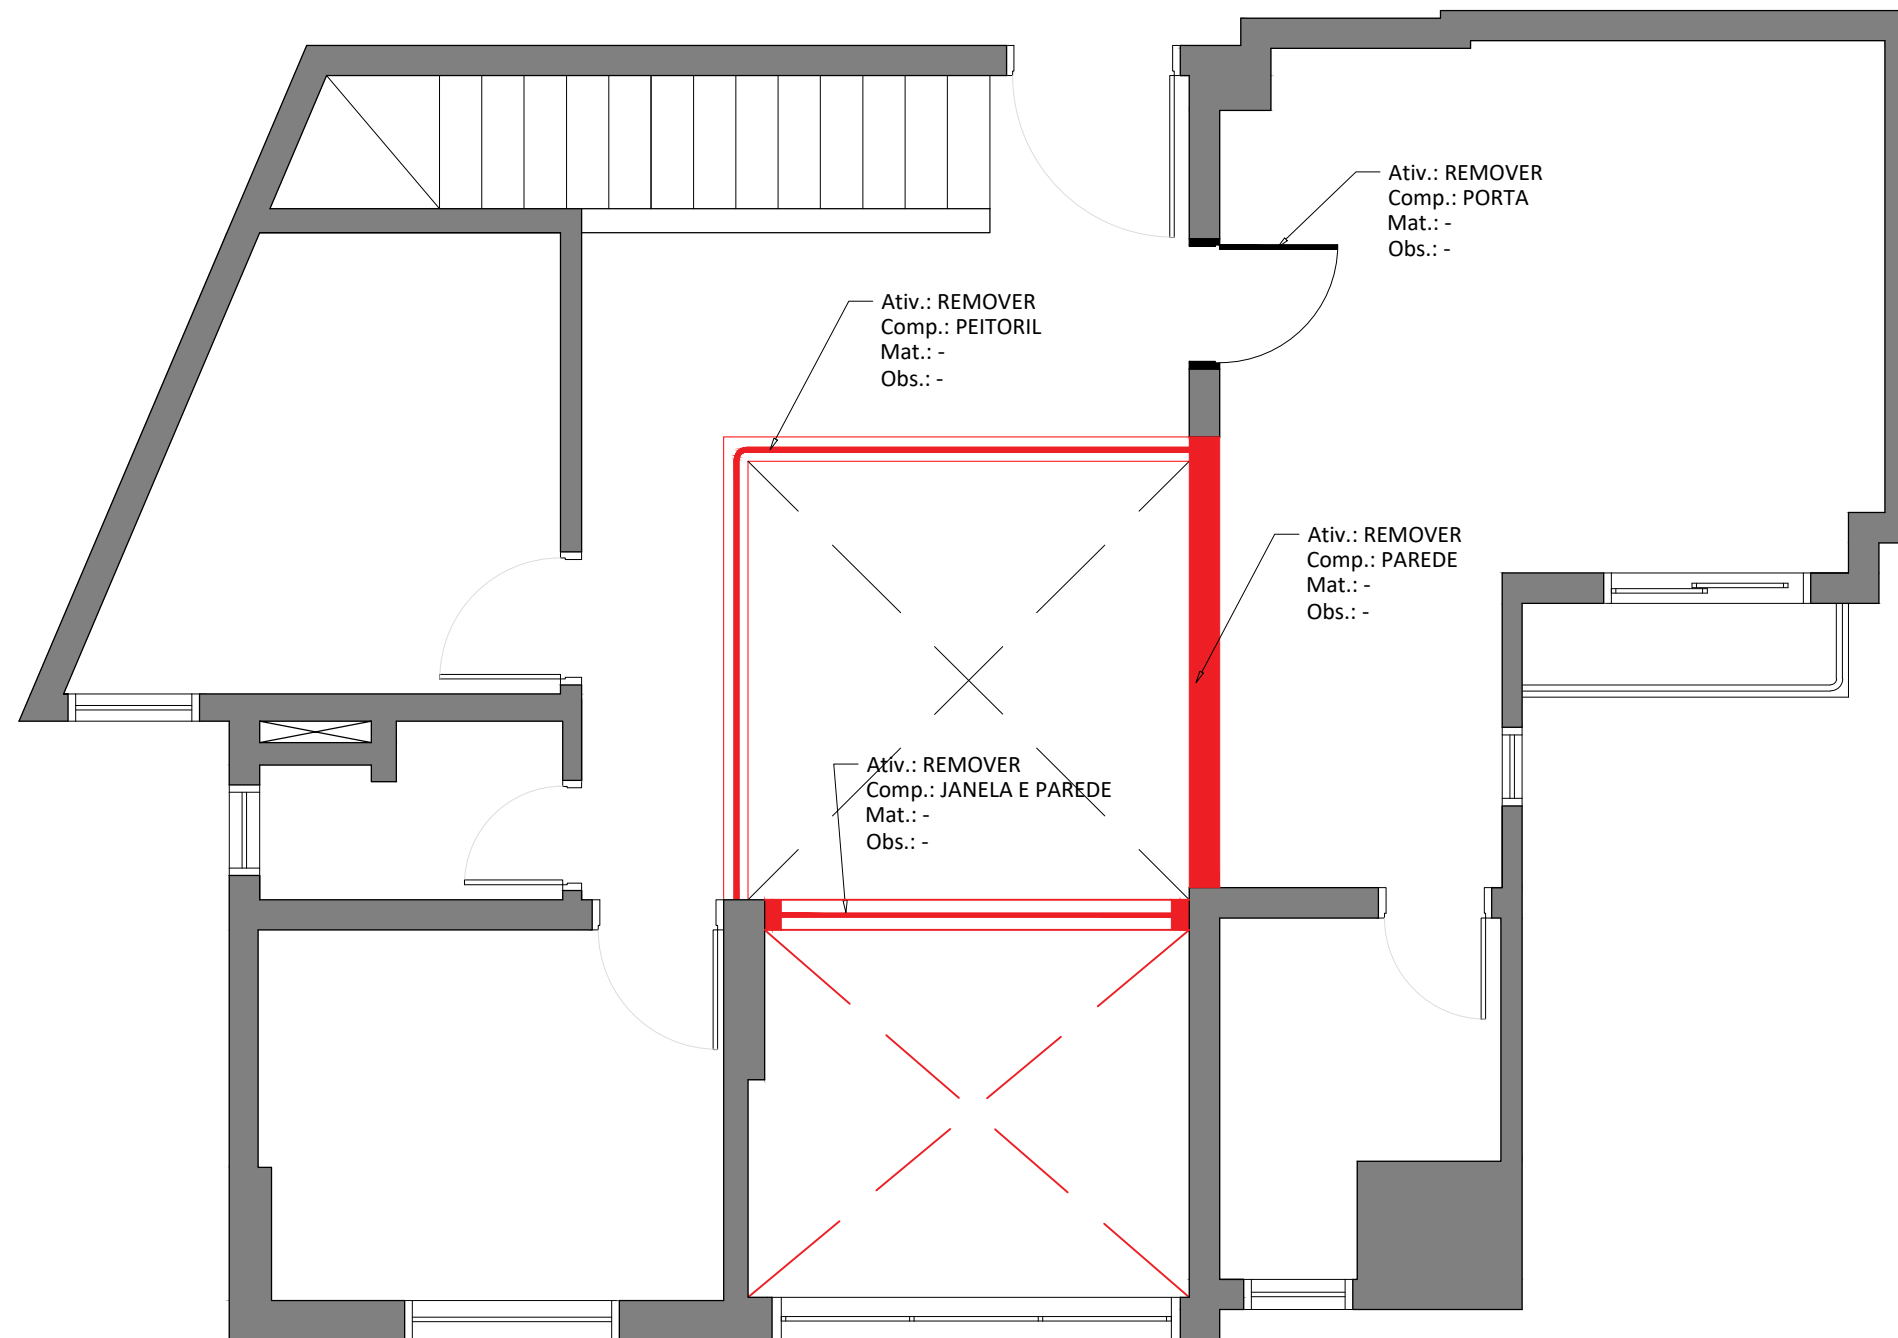 Ativ.: REMOVER
Comp.: PORTA
Mat.: -
Obs.: -
Ativ.: REMOVER
Comp.: PEITORIL
Mat.: -
Obs.: -
Ativ.: REMOVER
Comp.: PAREDE
Mat.: -
Obs.: -
Ativ.: REMOVER
Comp.: JANELA E PAREDE
Mat.: -
Obs.: -